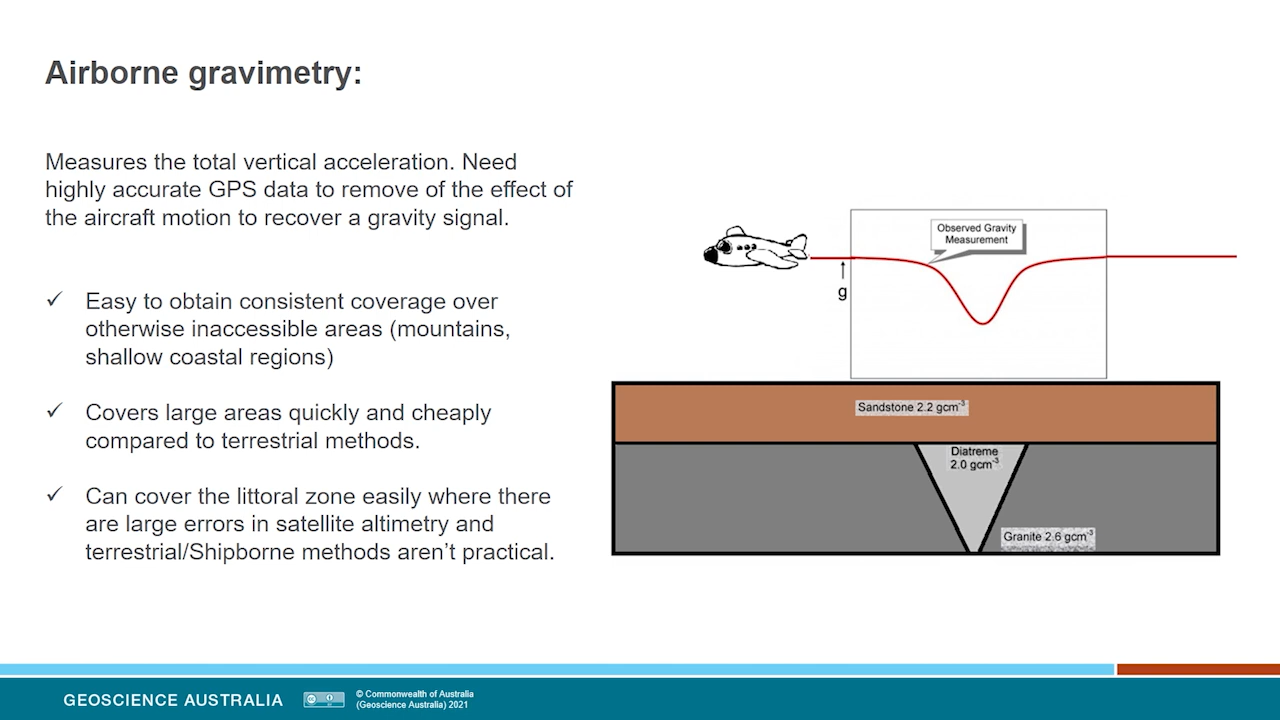 Airborne gravimetry:
Measures the total vertical acceleration. Need
highly accurate GPS data to remove of the effect of
the aircraft motion to recover a gravity signal.
✓ Easy to obtain consistent coverage over
otherwise inaccessible areas (mountains,
shallow coastal regions)
✓ Covers large areas quickly and cheaply
compared to terrestrial methods.
✓ Can cover the littoral zone easily where there
are large errors in satellite altimetry and
terrestrial/Shipborne methods aren't practical.
Observed Gravity
Measurement
g
Sandstone 2.2 gcm⁻³
Diatreme
2.0 gcm⁻³
Granite 2.6 gcm⁻³
GEOSCIENCE AUSTRALIA
© Commonwealth of Australia
(Geoscience Australia) 2021